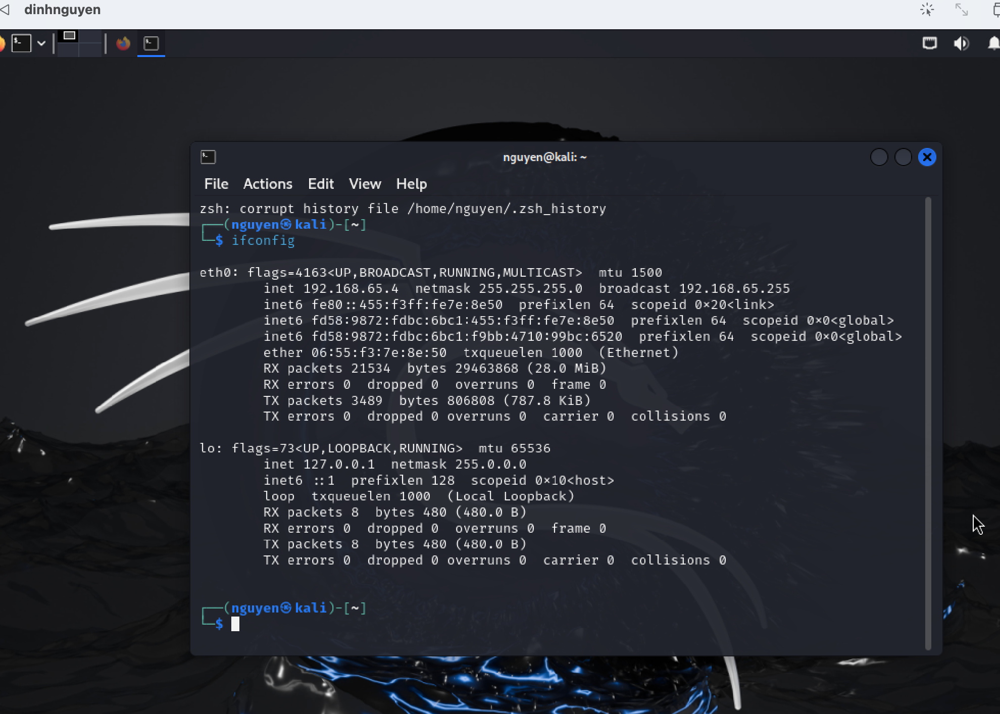 dinhnguyen
nguyen@kali: ~
File Actions Edit View Help
zsh: corrupt history file /home/nguyen/.zsh_history
┌──(nguyen㉿kali)-[~]
└─$ ifconfig
eth0: flags=4163<UP,BROADCAST,RUNNING,MULTICAST>  mtu 1500
inet 192.168.65.4  netmask 255.255.255.0  broadcast 192.168.65.255
inet6 fe80::455:f3ff:fe7e:8e50  prefixlen 64  scopeid 0×20<link>
inet6 fd58:9872:fdbc:6bc1:455:f3ff:fe7e:8e50  prefixlen 64  scopeid 0×0<global>
inet6 fd58:9872:fdbc:6bc1:f9bb:4710:99bc:6520  prefixlen 64  scopeid 0×0<global>
ether 06:55:f3:7e:8e:50  txqueuelen 1000  (Ethernet)
RX packets 21534  bytes 29463868 (28.0 MiB)
RX errors 0  dropped 0  overruns 0  frame 0
TX packets 3489  bytes 806808 (787.8 KiB)
TX errors 0  dropped 0 overruns 0  carrier 0  collisions 0
lo: flags=73<UP,LOOPBACK,RUNNING>  mtu 65536
inet 127.0.0.1  netmask 255.0.0.0
inet6 ::1  prefixlen 128  scopeid 0×10<host>
loop  txqueuelen 1000  (Local Loopback)
RX packets 8  bytes 480 (480.0 B)
RX errors 0  dropped 0  overruns 0  frame 0
TX packets 8  bytes 480 (480.0 B)
TX errors 0  dropped 0 overruns 0  carrier 0  collisions 0
┌──(nguyen㉿kali)-[~]
└─$